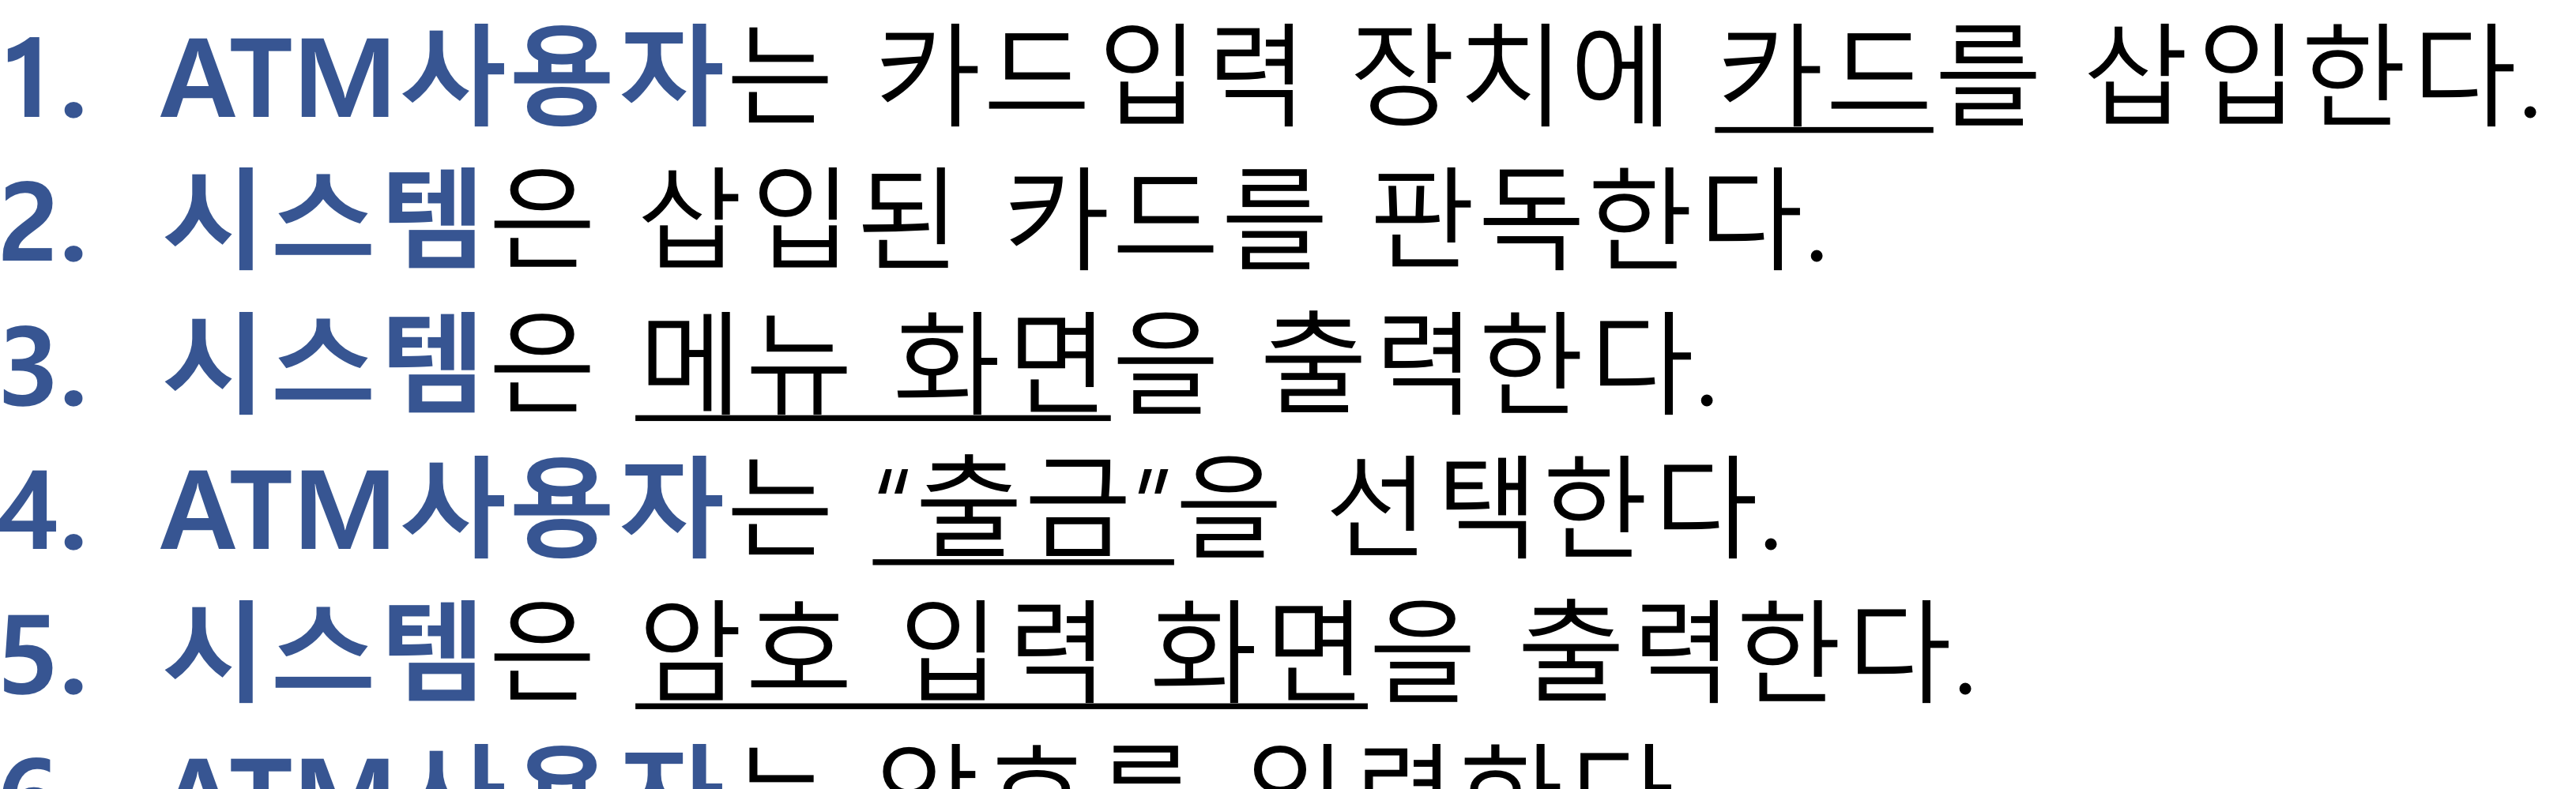 1. ATM사용자는 카드입력 장치에 카드를 삽입한다.
2. 시스템은 삽입된 카드를 판독한다.
3. 시스템은 메뉴 화면을 출력한다.
4. ATM사용자는 “출금”을 선택한다.
5. 시스템은 암호 입력 화면을 출력한다.
6. ATM사용자는 암호를 입력한다